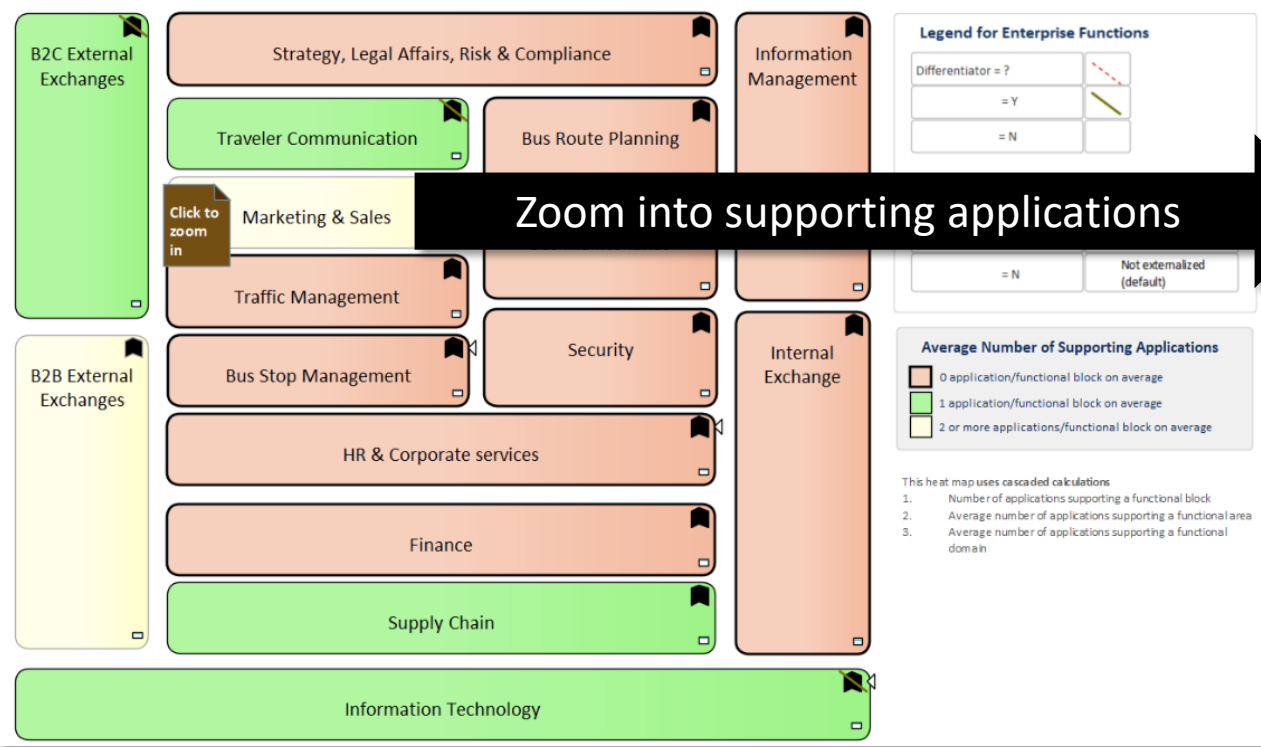 B2C External
Exchanges
Strategy, Legal Affairs, Risk & Compliance
Information
Management
Traveler Communication
Bus Route Planning
Click to
zoom
in
Marketing & Sales
Zoom into supporting applications
Traffic Management
B2B External
Exchanges
Bus Stop Management
Security
Internal
Exchange
HR & Corporate services
Finance
Supply Chain
Information Technology
Legend for Enterprise Functions
Differentiator = ?
= Y
= N
= N
Not externalized
(default)
Average Number of Supporting Applications
0 application/functional block on average
1 application/functional block on average
2 or more applications/functional block on average
This heat map uses cascaded calculations
1. Number of applications supporting a functional block
2. Average number of applications supporting a functional area
3. Average number of applications supporting a functional
domain